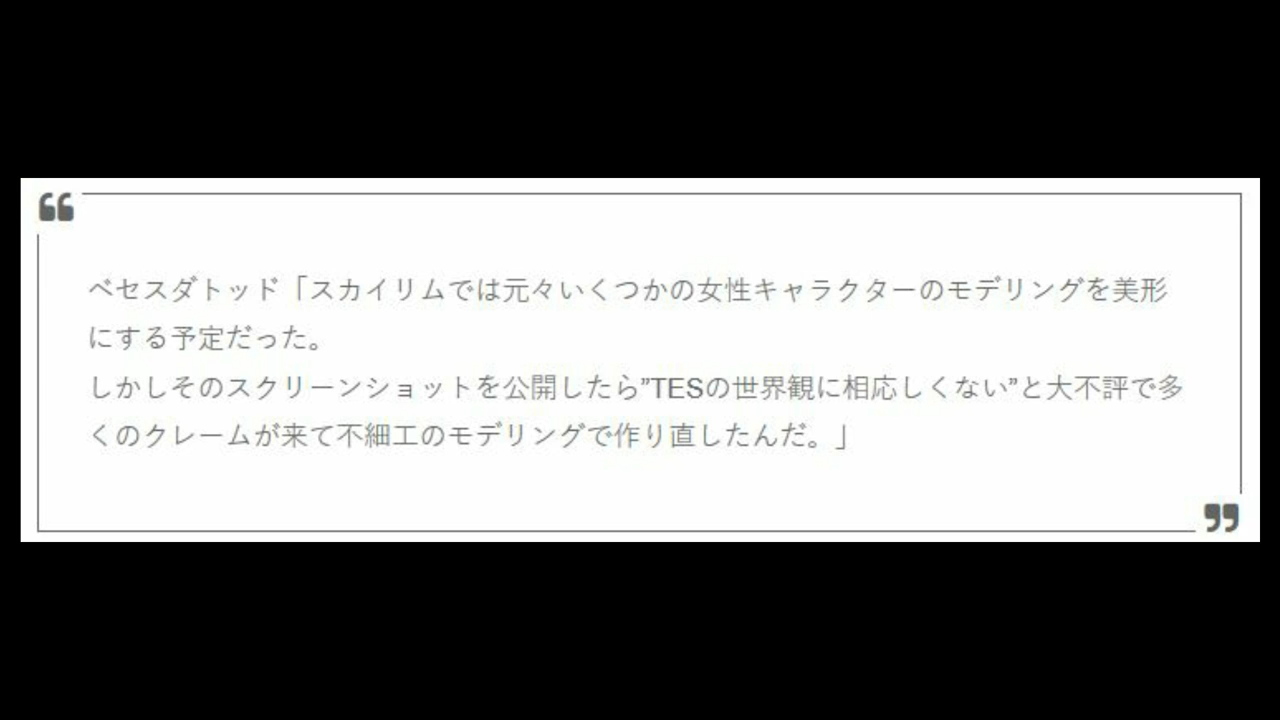 ベセスダトッド「スカイリムでは元々いくつかの女性キャラクターのモデリングを美形
にする予定だった。
しかしそのスクリーンショットを公開したら”TESの世界観に相応しくない”と大不評で多
くのクレームが来て不細工のモデリングで作り直したんだ。」